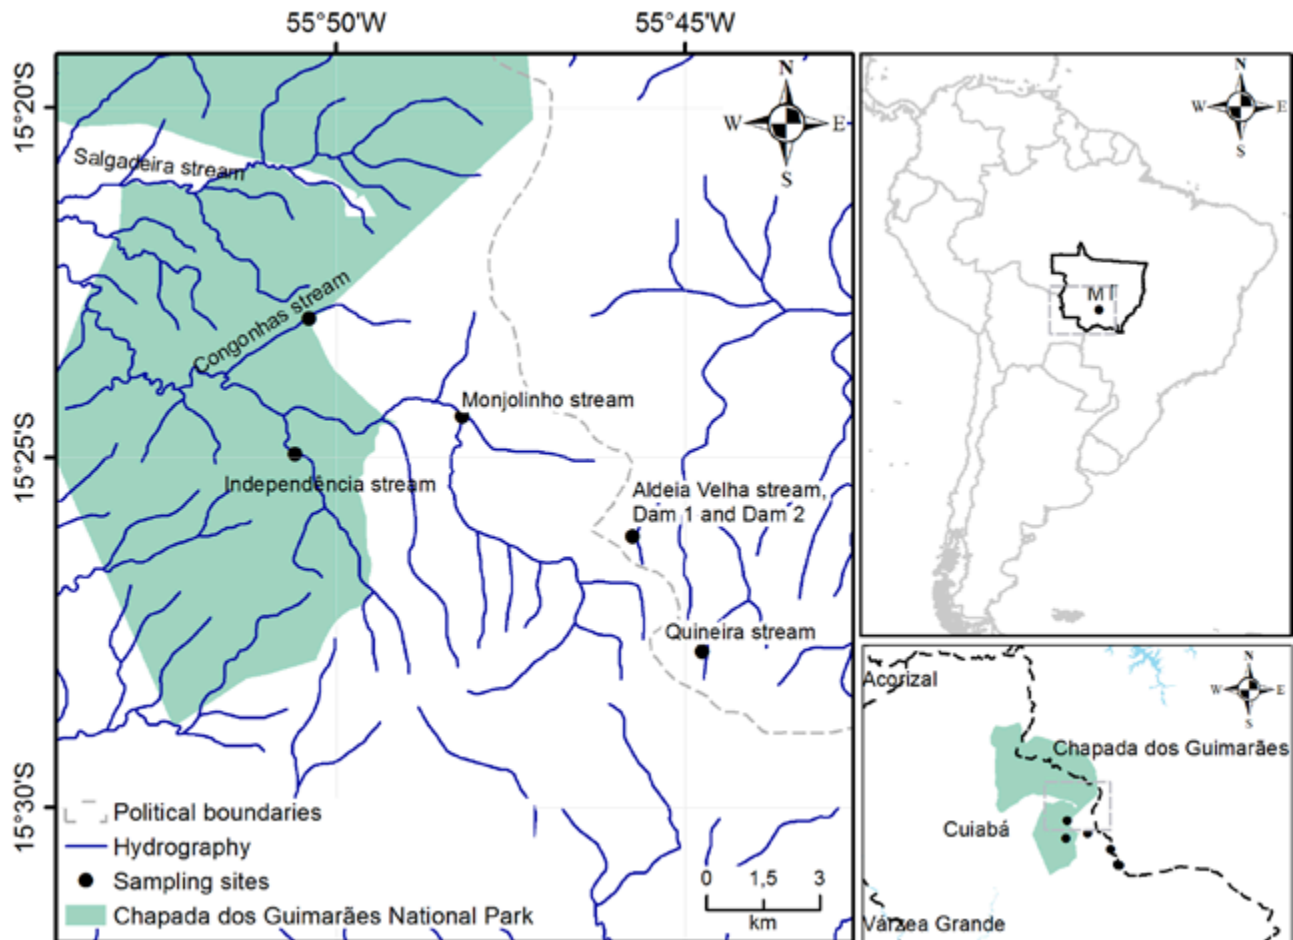 55°50'W
55°45'W
15°20'S
15°25'S
15°30'S
N
W
E
S
Salgadeira stream
Congonhas stream
Monjolinho stream
Independência stream
Aldeia Velha stream,
Dam 1 and Dam 2
Quineira stream
Political boundaries
Hydrography
Sampling sites
Chapada dos Guimarães National Park
0 1,5 3
km
N
W
E
S
MT
N
W
E
S
Acorizal
Chapada dos Guimarães
Cuiabá
Várzea Grande